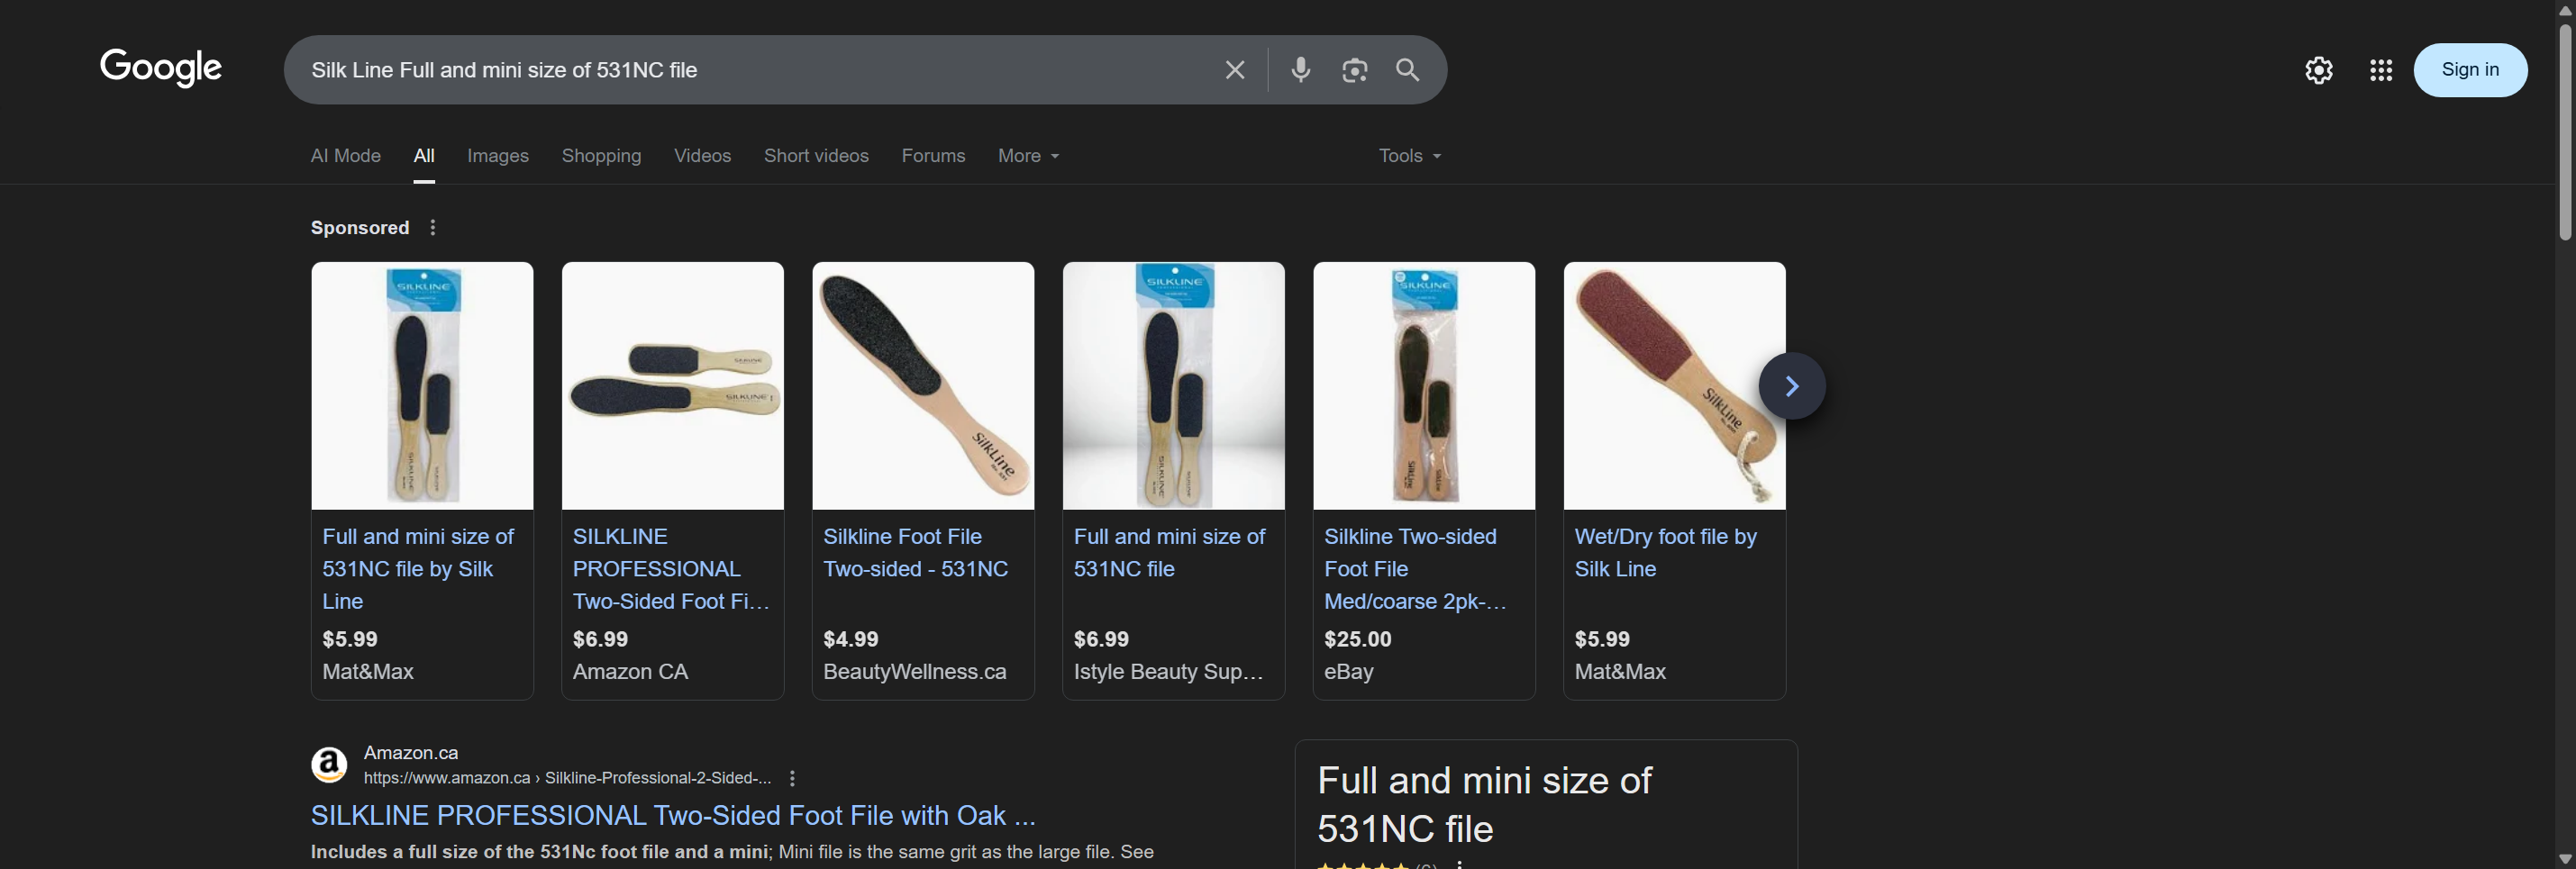 Google
Silk Line Full and mini size of 531NC file
Sign in
AI Mode
All
Images
Shopping
Videos
Short videos
Forums
More
Tools
Sponsored
SILKLINE
Full and mini size of
531NC file by Silk
Line
$5.99
Mat&Max
SILKLINE
SILKLINE
SILKLINE
PROFESSIONAL
Two-Sided Foot Fi...
$6.99
Amazon CA
SilkLine
Silkline Foot File
Two-sided - 531NC
$4.99
BeautyWellness.ca
SILKLINE
SILKLINE
Full and mini size of
531NC file
$6.99
Istyle Beauty Sup...
SILKLINE
SilkLine
Silkline Two-sided
Foot File
Med/coarse 2pk-...
$25.00
eBay
SilkLine
Wet/Dry foot file by
Silk Line
$5.99
Mat&Max
Amazon.ca
https://www.amazon.ca › Silkline-Professional-2-Sided-...
SILKLINE PROFESSIONAL Two-Sided Foot File with Oak ...
Includes a full size of the 531Nc foot file and a mini; Mini file is the same grit as the large file. See
Full and mini size of
531NC file